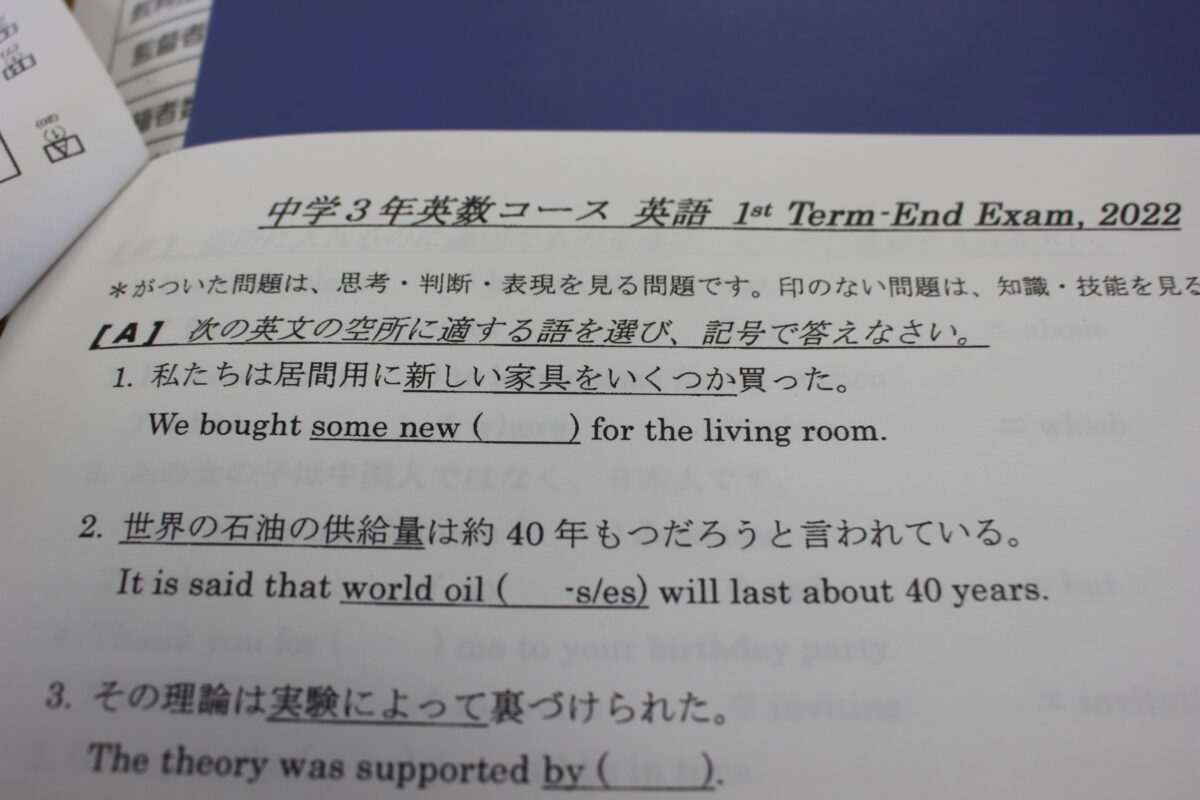 監督者
中学３年英数コース 英語 1st Term-End Exam, 2022
＊がついた問題は、思考・判断・表現を見る問題です。印のない問題は、知識・技能を見る
[A] 次の英文の空所に適する語を選び、記号で答えなさい。
1. 私たちは居間用に新しい家具をいくつか買った。
We bought some new ( ) for the living room.
2. 世界の石油の供給量は約 40 年もつだろうと言われている。
It is said that world oil ( -s/es) will last about 40 years.
3. その理論は実験によって裏づけられた。
The theory was supported by ( ).